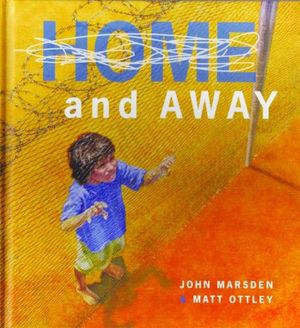 HOME
and AWAY
JOHN MARSDEN
& MATT OTTLEY